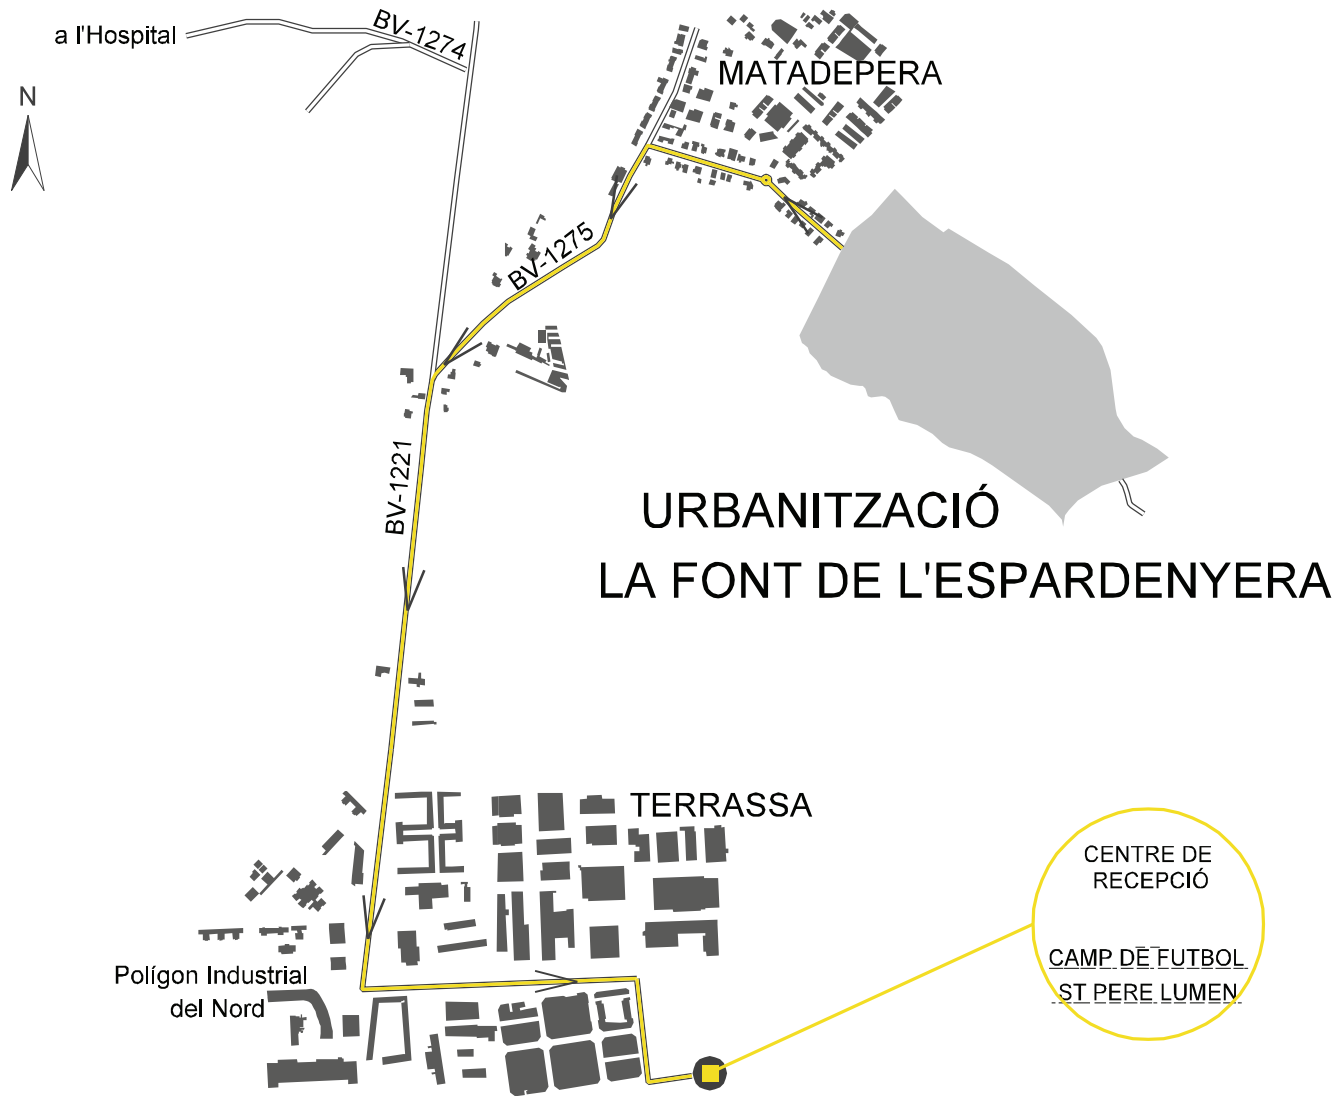 a l'Hospital
BV-1274
N
MATADEPERA
BV-1275
BV-1221
URBANITZACIÓ
LA FONT DE L'ESPARDENYERA
TERRASSA
Polígon Industrial
del Nord
CENTRE DE
RECEPCIÓ
CAMP DE FUTBOL
ST PERE LUMEN